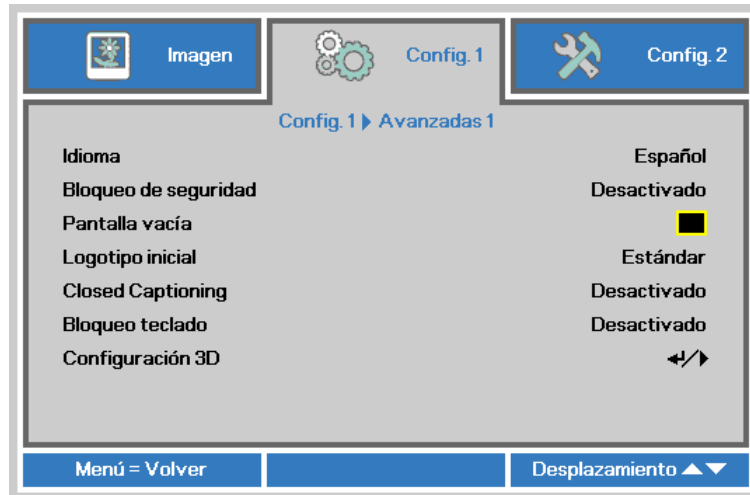 Imagen Config. 1 Config. 2
Config. 1 Avanzadas 1
Idioma Español
Bloqueo de seguridad Desactivado
Pantalla vacía
Logotipo inicial Estándar
Closed Captioning Desactivado
Bloqueo teclado Desactivado
Configuración 3D
Menú = Volver Desplazamiento